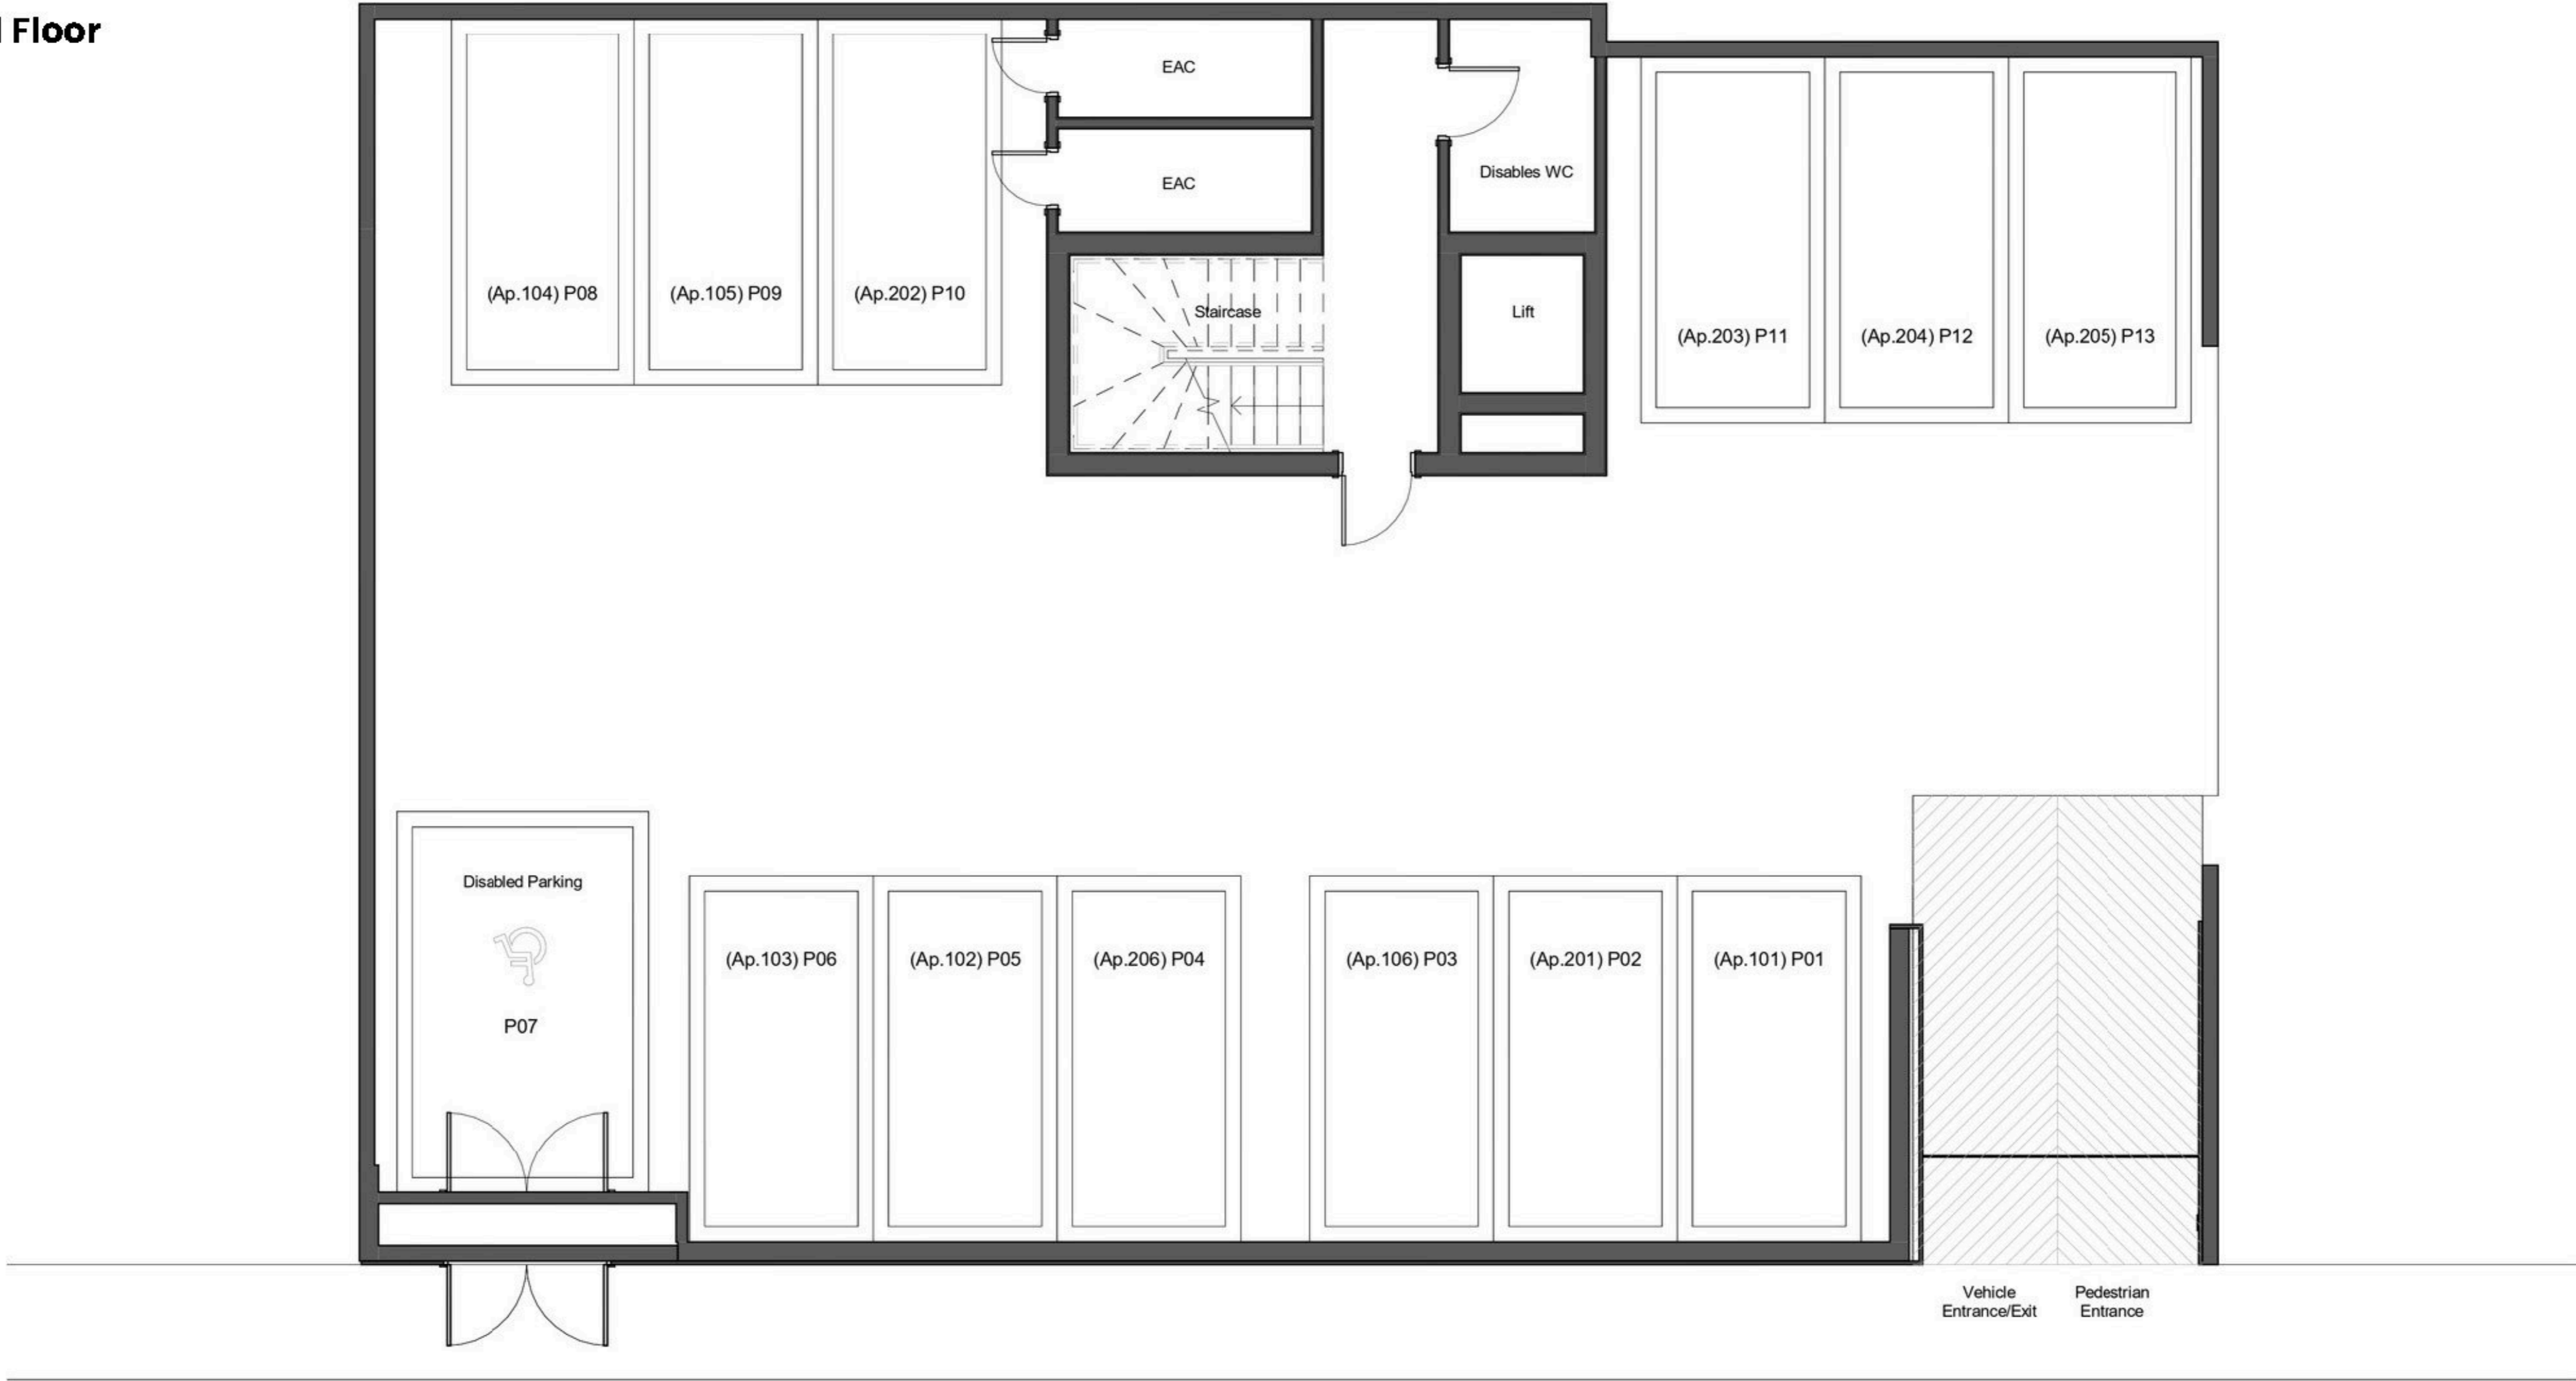 Floor
EAC
EAC
Disables WC
(Ap.104) P08
(Ap.105) P09
(Ap.202) P10
Staircase
Lift
(Ap.203) P11
(Ap.204) P12
(Ap.205) P13
Disabled Parking
P07
(Ap.103) P06
(Ap.102) P05
(Ap.206) P04
(Ap.106) P03
(Ap.201) P02
(Ap.101) P01
Vehicle
Entrance/Exit
Pedestrian
Entrance